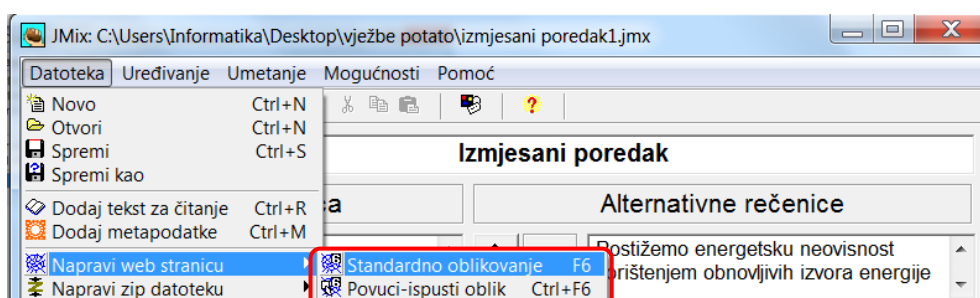 JMix: C:\Users\Informatika\Desktop\vježbe potato\izmjesani poredak1.jmx
Datoteka Uređivanje Umetanje Mogućnosti Pomoć
Novo Ctrl+N
Otvori Ctrl+N
Spremi Ctrl+S
Spremi kao
Dodaj tekst za čitanje Ctrl+R
Dodaj metapodatke Ctrl+M
Napravi web stranicu
Napravi zip datoteku
Standardno oblikovanje F6
Povuci-ispusti oblik Ctrl+F6
Izmjesani poredak
Alternativne rečenice
Postižemo energetsku neovisnost
obnovljivih izvora energije